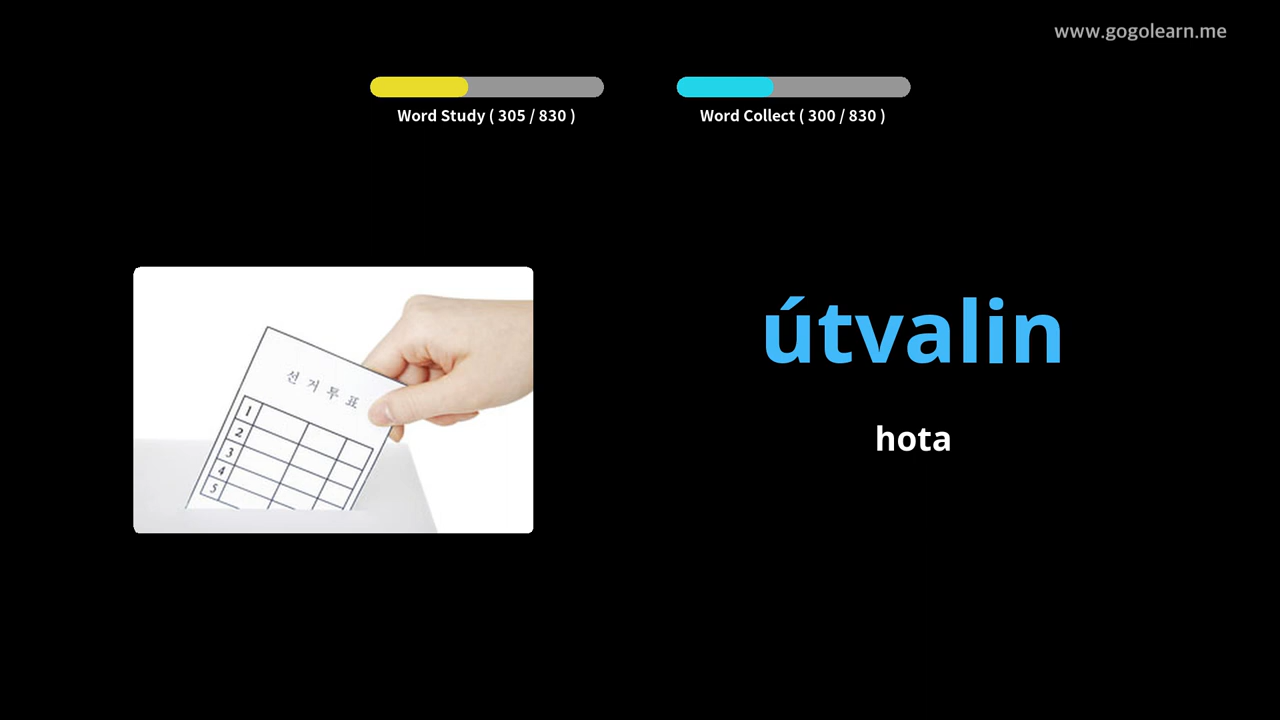 www.gogolearn.me
Word Study ( 305 / 830 )
Word Collect ( 300 / 830 )
선거투표
1
2
3
4
5
útvalin
hota